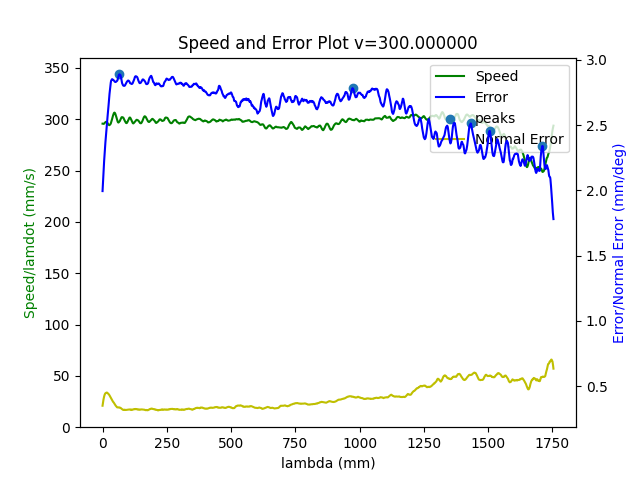 Speed and Error Plot v=300.000000
350
300
250
200
150
100
50
0
Speed/lamdot (mm/s)
3.0
2.5
2.0
1.5
1.0
0.5
Error/Normal Error (mm/deg)
Speed
Error
peaks
Normal Error
0 250 500 750 1000 1250 1500 1750
lambda (mm)